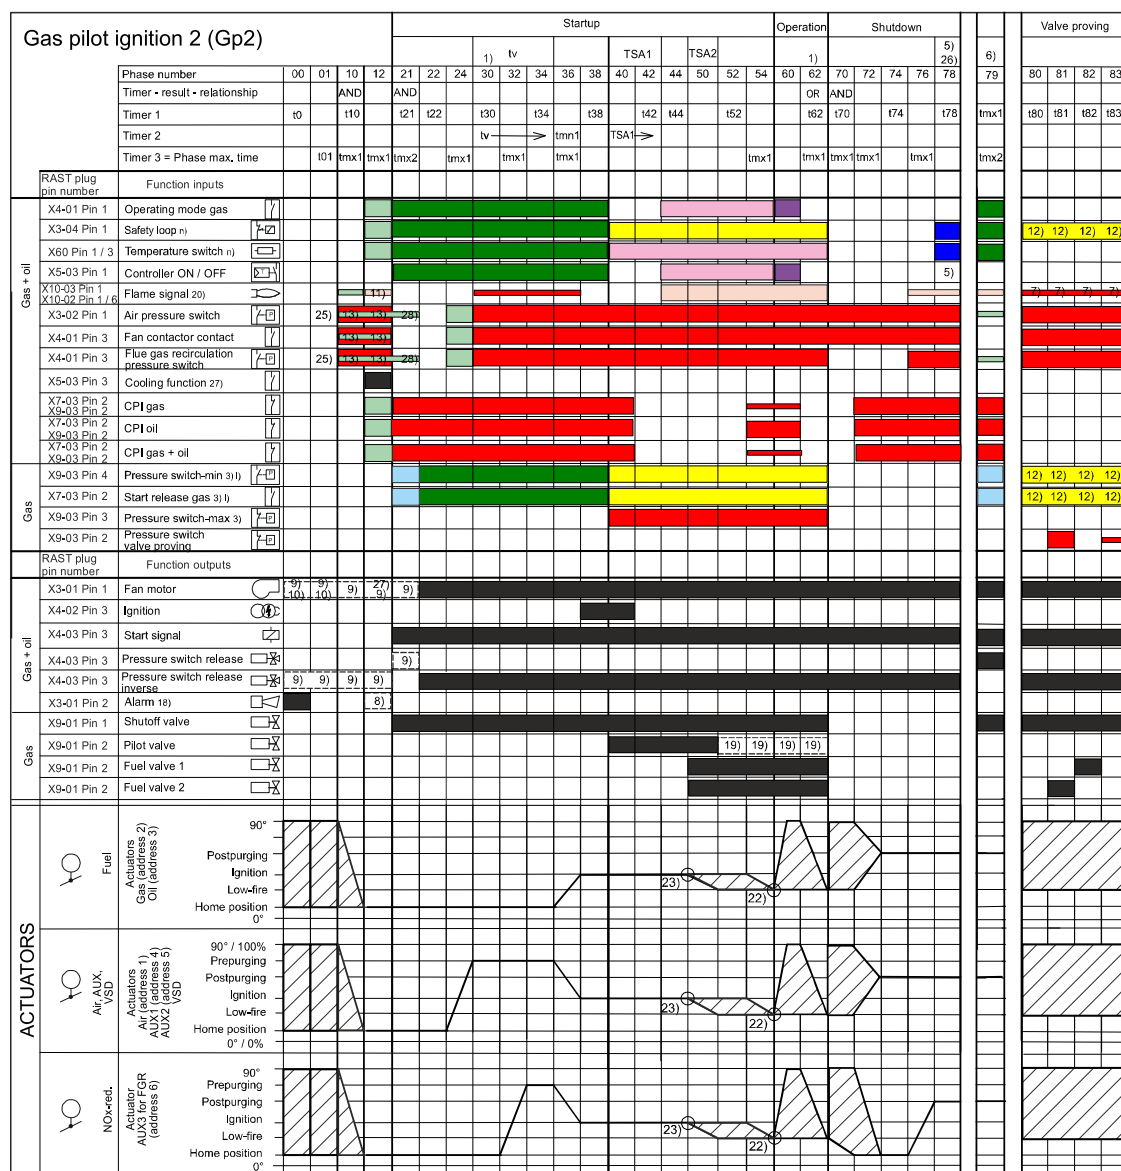 Gas pilot ignition 2 (Gp2)
Startup Operation Shutdown Valve proving
1) tv TSA1 TSA2 1) 5) 26) 6)
Phase number 00 01 10 12 21 22 24 30 32 34 36 38 40 42 44 50 52 54 60 62 70 72 74 76 78 79 80 81 82 83
Timer - result - relationship AND AND OR AND
Timer 1 t0 t10 t21 t22 t30 t34 t38 t42 t44 t52 t62 t70 t74 t78 tmx1 t80 t81 t82 t83
Timer 2 tv tmn1 TSA1
Timer 3 = Phase max. time t01 tmx1 tmx1 tmx2 tmx1 tmx1 tmx1 tmx1 tmx1 tmx1 tmx1 tmx1 tmx2
RAST plug
pin number Function inputs
Gas + oil
X4-01 Pin 1 Operating mode gas
X3-04 Pin 1 Safety loop n) 12) 12) 12) 12)
X60 Pin 1 / 3 Temperature switch n)
X5-03 Pin 1 Controller ON / OFF 5)
X10-03 Pin 1
X10-02 Pin 1 / 6 Flame signal 20) 11) 7) 7) 7) 7)
X3-02 Pin 1 Air pressure switch 25) 13) 13) 28)
X4-01 Pin 3 Fan contactor contact 13) 13)
X4-01 Pin 3 Flue gas recirculation
pressure switch 25) 13) 13) 28)
X5-03 Pin 3 Cooling function 27)
X7-03 Pin 2
X9-03 Pin 2 CPI gas
X7-03 Pin 2
X9-03 Pin 2 CPI oil
X7-03 Pin 2
X9-03 Pin 2 CPI gas + oil
Gas
X9-03 Pin 4 Pressure switch-min 3) l) 12) 12) 12) 12)
X7-03 Pin 2 Start release gas 3) l) 12) 12) 12) 12)
X9-03 Pin 3 Pressure switch-max 3)
X9-03 Pin 2 Pressure switch
valve proving
RAST plug
pin number Function outputs
Gas + oil
X3-01 Pin 1 Fan motor 9) 10) 9) 10) 9) 27) 9) 9)
X4-02 Pin 3 Ignition
X4-03 Pin 3 Start signal
X4-03 Pin 3 Pressure switch release 9)
X4-03 Pin 3 Pressure switch release
inverse 9) 9) 9) 9)
X3-01 Pin 2 Alarm 18) 8)
Gas
X9-01 Pin 1 Shutoff valve
X9-01 Pin 2 Pilot valve 19) 19) 19) 19)
X9-01 Pin 2 Fuel valve 1
X9-01 Pin 2 Fuel valve 2
ACTUATORS
Fuel
Actuators
Gas (address 2)
Oil (address 3)
90°
Postpurging
Ignition
Low-fire
Home position
0°
23)
22)
Air, AUX,
VSD
Actuators
Air (address 1)
AUX1 (address 4)
AUX2 (address 5)
VSD
90° / 100%
Prepurging
Postpurging
Ignition
Low-fire
Home position
0° / 0%
23)
22)
NOx-red.
Actuator
AUX3 for FGR
(address 6)
90°
Prepurging
Postpurging
Ignition
Low-fire
Home position
0°
23)
22)